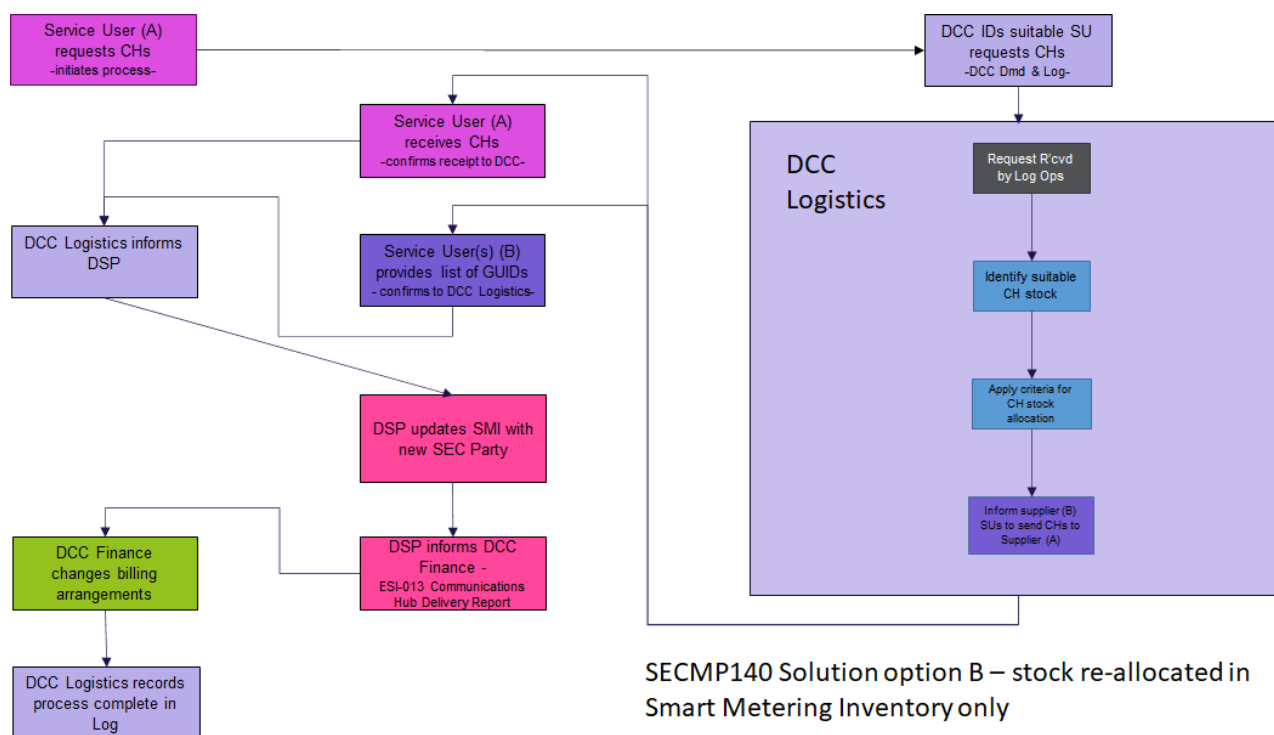 Service User (A)
requests CHs
-initiates process-
DCC IDs suitable SU
requests CHs
-DCC Dmd & Log-
Service User (A)
receives CHs
-confirms receipt to DCC-
DCC
Logistics
Request R'cvd
by Log Ops
DCC Logistics informs
DSP
Service User(s) (B)
provides list of GUIDs
- confirms to DCC Logistics-
Identify suitable
CH stock
Apply criteria for
CH stock
allocation
DSP updates SMI with
new SEC Party
Inform supplier (B)
SUs to send CHs to
Supplier (A)
DCC Finance
changes billing
arrangements
DSP informs DCC
Finance -
ESI-013 Communications
Hub Delivery Report
DCC Logistics records
process complete in
Log
SECMP140 Solution option B – stock re-allocated in
Smart Metering Inventory only